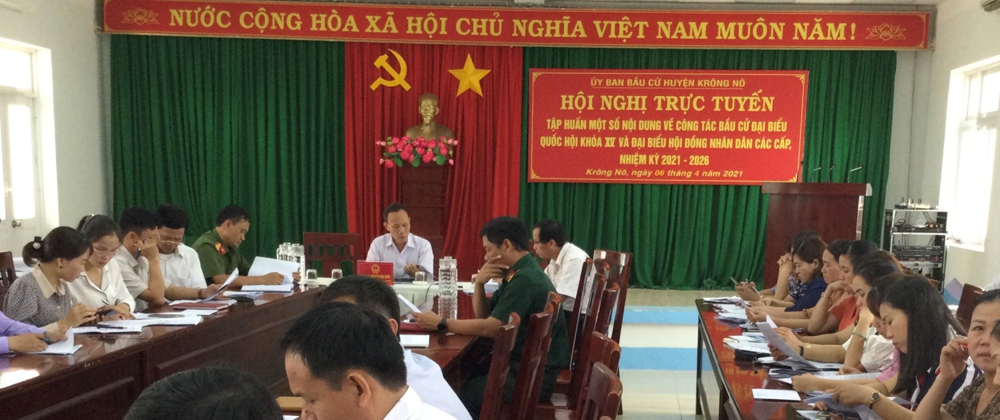 NƯỚC CỘNG HÒA XÃ HỘI CHỦ NGHĨA VIỆT NAM MUÔN NĂM!
ỦY BAN BẦU CỬ HUYỆN KRÔNG NÔ
HỘI NGHỊ TRỰC TUYẾN
TẬP HUẤN MỘT SỐ NỘI DUNG VỀ CÔNG TÁC BẦU CỬ ĐẠI BIỂU
QUỐC HỘI KHÓA XV VÀ ĐẠI BIỂU HỘI ĐỒNG NHÂN DÂN CÁC CẤP,
NHIỆM KỲ 2021 - 2026
Krông Nô, ngày 06 tháng 4 năm 2021